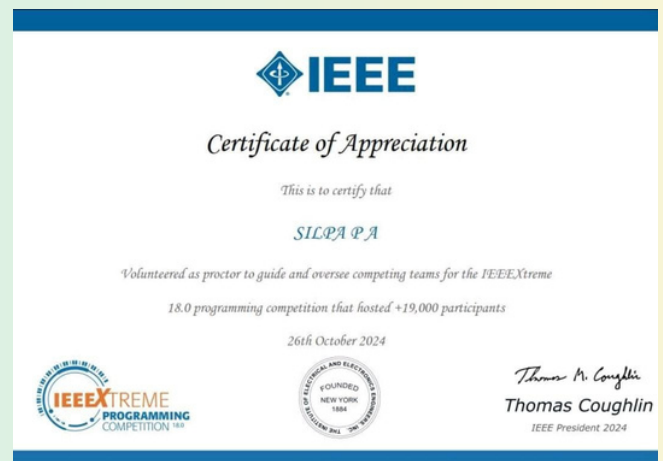 IEEE
Certificate of Appreciation
This is to certify that
SILPA P A
Volunteered as proctor to guide and oversee competing teams for the IEEEXtreme
18.0 programming competition that hosted +19,000 participants
26th October 2024
IEEEXTREME
PROGRAMMING
COMPETITION 18.0
THE INSTITUTE OF ELECTRICAL AND ELECTRONICS ENGINEERS, INC.
FOUNDED
NEW YORK
1884
Thomas M. Coughlin
Thomas Coughlin
IEEE President 2024